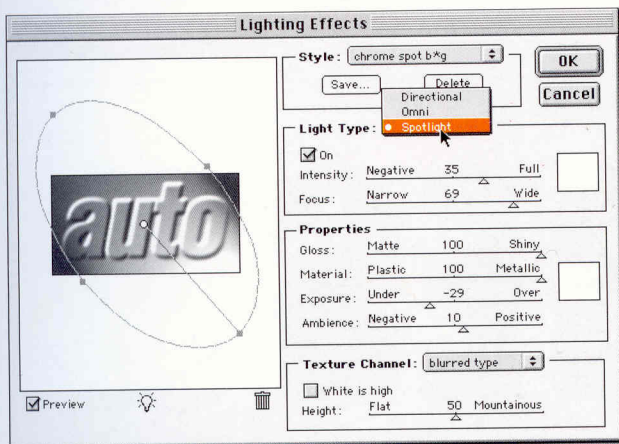 Lighting Effects
Style: chrome spot b*g
OK
Save... Delete
Cancel
Directional
Omni
Spotlight
Light Type:
On
Intensity: Negative 35 Full
Focus: Narrow 69 Wide
auto
Properties
Gloss: Matte 100 Shiny
Material: Plastic 100 Metallic
Exposure: Under -29 Over
Ambience: Negative 10 Positive
Texture Channel: blurred type
White is high
Height: Flat 50 Mountainous
Preview